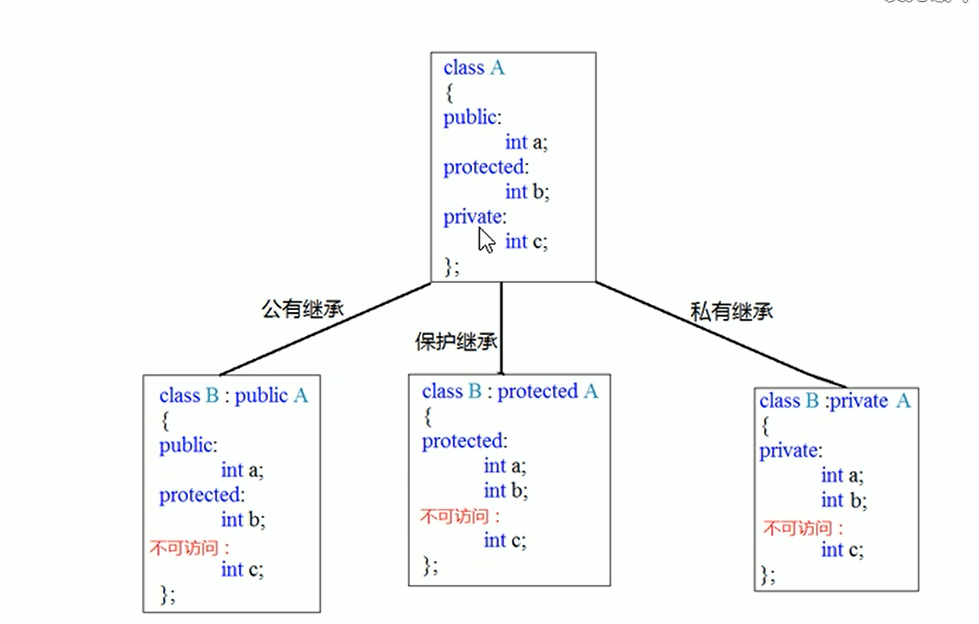 class A
{
public:
int a;
protected:
int b;
private:
int c;
};
公有继承
保护继承
私有继承
class B : public A
{
public:
int a;
protected:
int b;
不可访问：
int c;
};
class B : protected A
{
protected:
int a;
int b;
不可访问：
int c;
};
class B :private A
{
private:
int a;
int b;
不可访问：
int c;
};